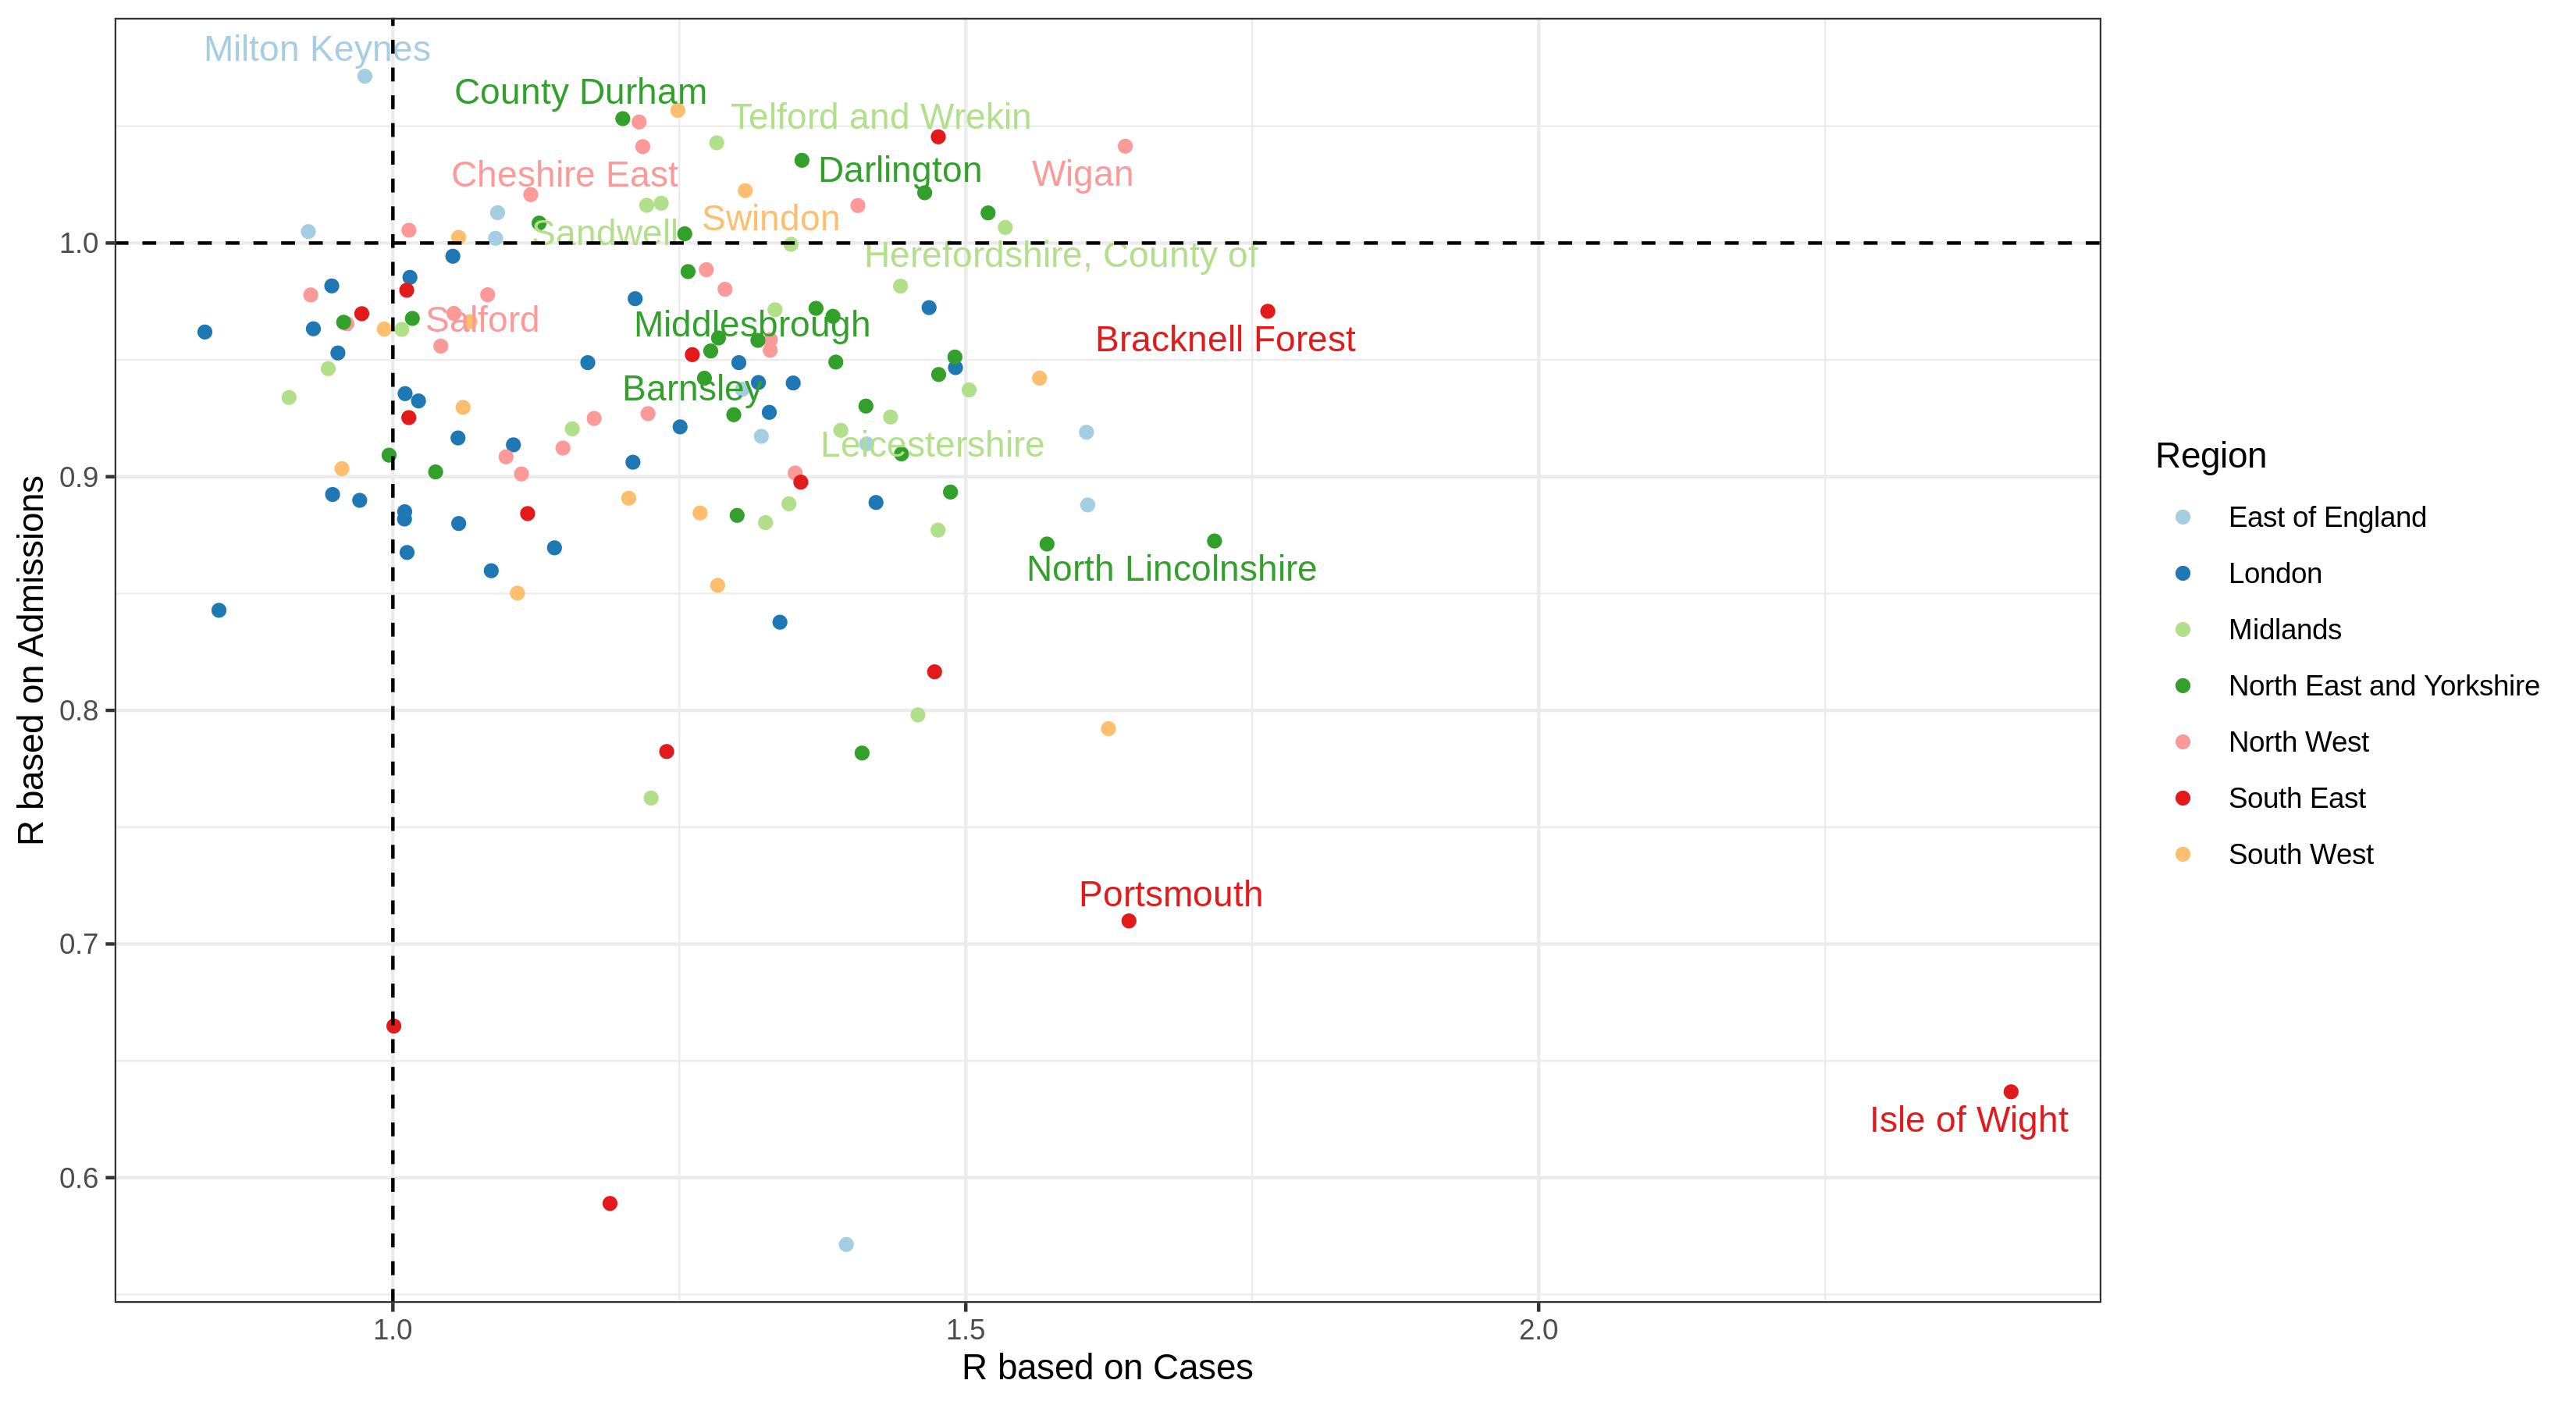 Milton Keynes
County Durham
Telford and Wrekin
Cheshire East
Darlington
Wigan
Sandwell
Swindon
Herefordshire, County of
Salford
Middlesbrough
Bracknell Forest
Barnsley
Leicestershire
North Lincolnshire
Portsmouth
Isle of Wight
1.0
0.9
0.8
0.7
0.6
R based on Admissions
1.0
1.5
2.0
R based on Cases
Region
East of England
London
Midlands
North East and Yorkshire
North West
South East
South West